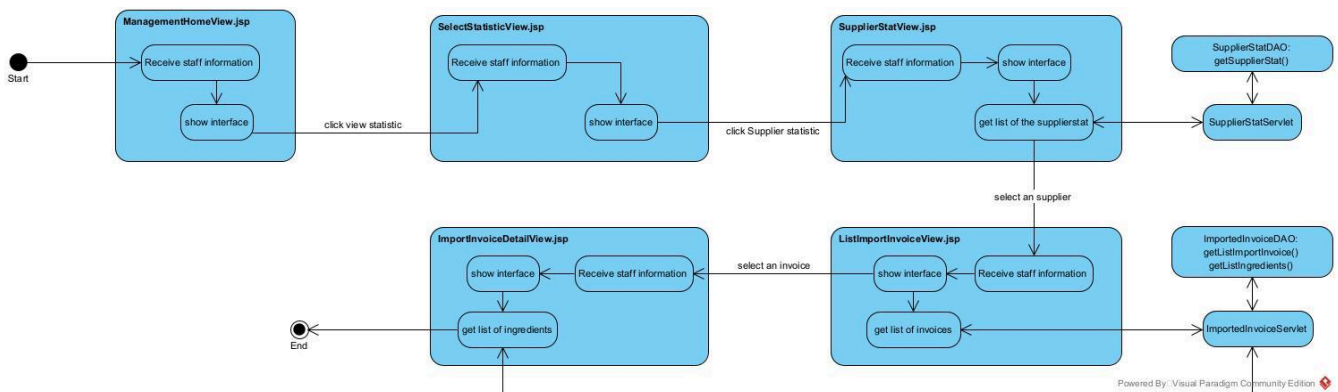 ManagementHomeView.jsp
Receive staff information
show interface
Start
click view statistic
SelectStatisticView.jsp
Receive staff information
show interface
click Supplier statistic
SupplierStatView.jsp
Receive staff information
show interface
get list of the supplierstat
SupplierStatDAO:
getSupplierStat()
SupplierStatServlet
select an supplier
ImportInvoiceDetailView.jsp
show interface
Receive staff information
get list of ingredients
End
select an invoice
ListImportInvoiceView.jsp
show interface
Receive staff information
get list of invoices
ImportedInvoiceDAO:
getListImportInvoice()
getListIngredients()
ImportedInvoiceServlet
Powered By Visual Paradigm Community Edition